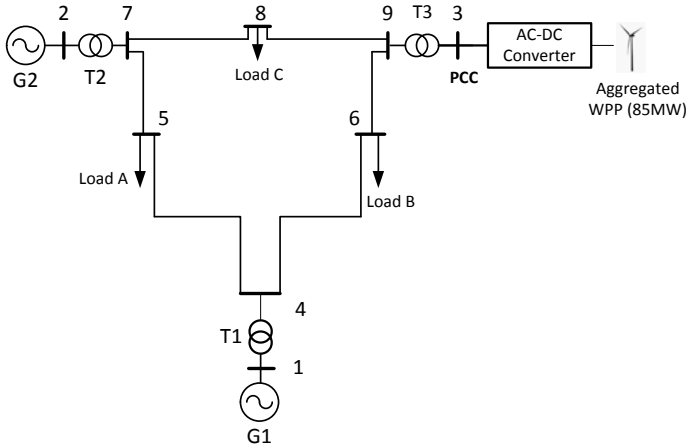 2
7
8
9
T3
3
AC-DC
Converter
G2
T2
Load C
PCC
Aggregated
WPP (85MW)
5
6
Load A
Load B
4
T1
1
G1